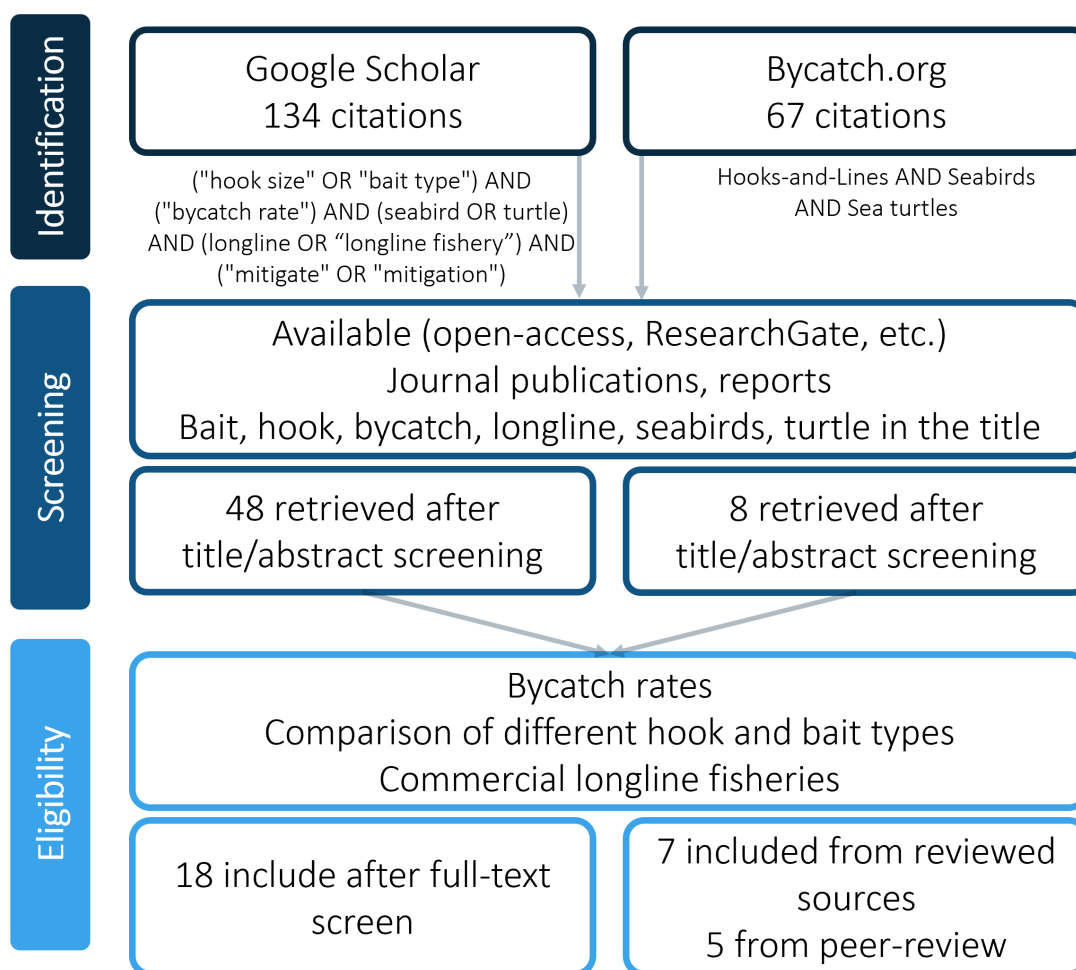 Identification
Google Scholar
134 citations
Bycatch.org
67 citations
("hook size" OR "bait type") AND
("bycatch rate") AND (seabird OR turtle)
AND (longline OR “longline fishery”) AND
("mitigate" OR "mitigation")
Hooks-and-Lines AND Seabirds
AND Sea turtles
Screening
Available (open-access, ResearchGate, etc.)
Journal publications, reports
Bait, hook, bycatch, longline, seabirds, turtle in the title
48 retrieved after
title/abstract screening
8 retrieved after
title/abstract screening
Eligibility
Bycatch rates
Comparison of different hook and bait types
Commercial longline fisheries
18 include after full-text
screen
7 included from reviewed
sources
5 from peer-review